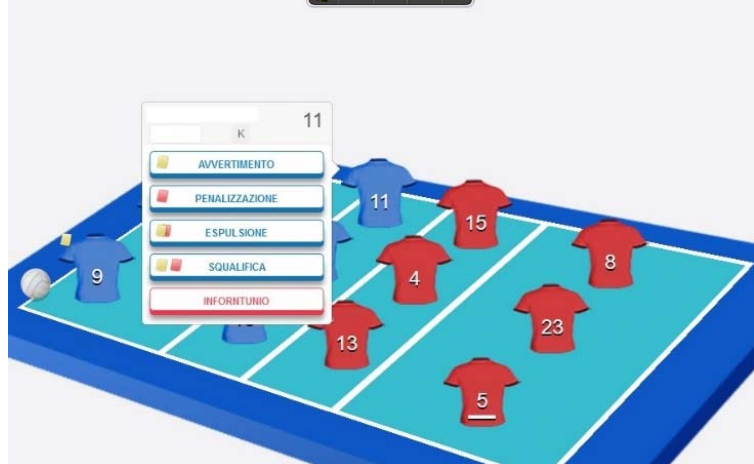 11
K
AVVERTIMENTO
PENALIZZAZIONE
ESPULSIONE
SQUALIFICA
INFORNTUNIO
11
15
9
4
8
13
23
5